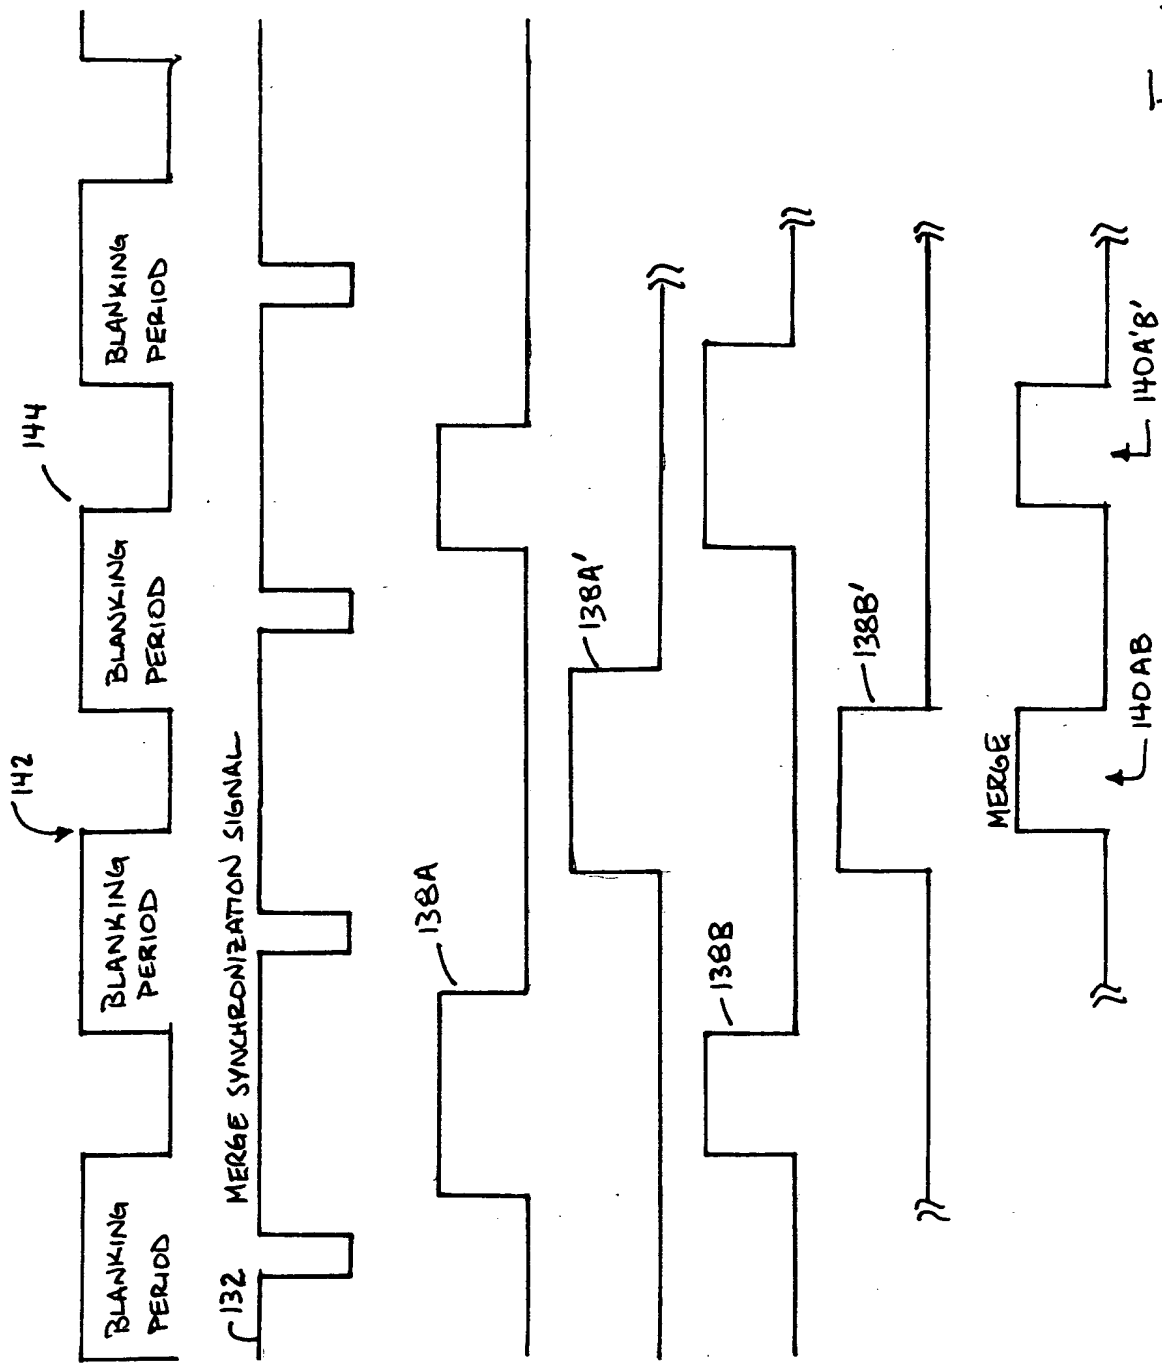 142
144
BLANKING
PERIOD
BLANKING
PERIOD
BLANKING
PERIOD
BLANKING
PERIOD
132
MERGE SYNCHRONIZATION SIGNAL
138A
138A'
138B
138B'
MERGE
140AB
140A'B'